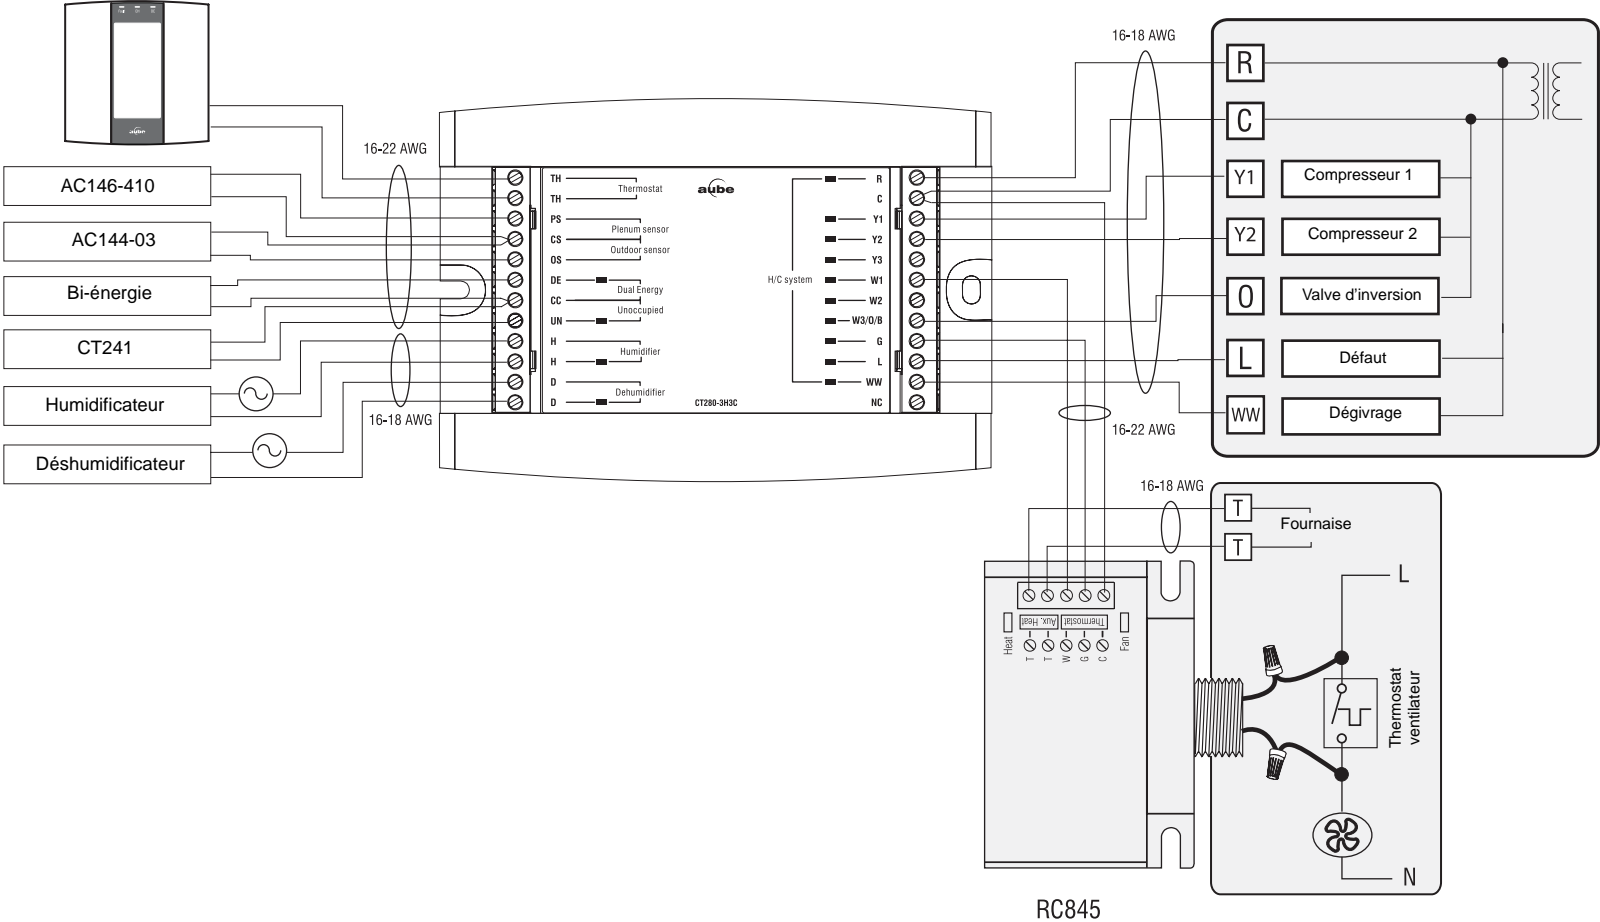 aube
16-22 AWG
AC146-410
AC144-03
Bi-énergie
CT241
Humidificateur
Déshumidificateur
16-18 AWG
TH
TH
Thermostat
PS
CS
OS
Plenum sensor
Outdoor sensor
DE
CC
UN
Dual Energy
Unoccupied
H
H
Humidifier
D
D
Dehumidifier
aube
CT280-3H3C
H/C system
R
C
Y1
Y2
Y3
W1
W2
W3/O/B
G
L
WW
NC
16-18 AWG
16-22 AWG
R
C
Y1
Compresseur 1
Y2
Compresseur 2
O
Valve d'inversion
L
Défaut
WW
Dégivrage
16-18 AWG
T
T
Fournaise
L
Thermostat
ventilateur
N
Heat
Aux. Heat
Thermostat
Fan
T
T
W
G
C
RC845